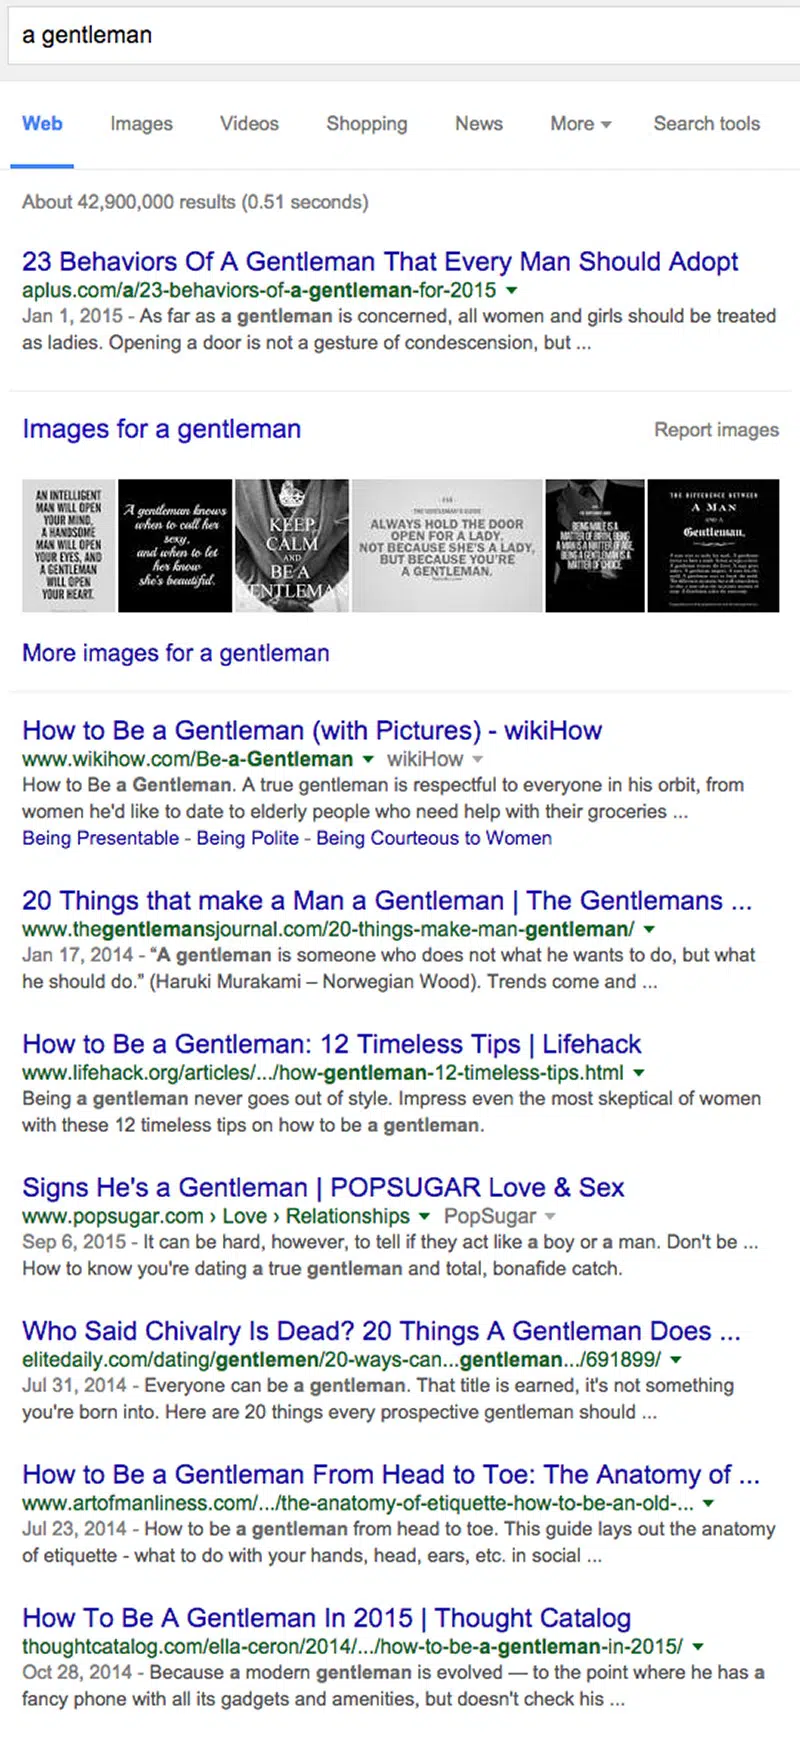 a gentleman
Web Images Videos Shopping News More Search tools
About 42,900,000 results (0.51 seconds)
23 Behaviors Of A Gentleman That Every Man Should Adopt
aplus.com/a/23-behaviors-of-a-gentleman-for-2015
Jan 1, 2015 - As far as a gentleman is concerned, all women and girls should be treated
as ladies. Opening a door is not a gesture of condescension, but ...
Images for a gentleman Report images
AN INTELLIGENT
MAN WILL OPEN
YOUR MIND,
A HANDSOME
MAN WILL OPEN
YOUR EYES, AND
A GENTLEMAN
WILL OPEN
YOUR HEART.
A gentleman knows
when to call her
sexy,
and when to let
her know
she's beautiful.
KEEP
CALM
AND
BE A
GENTLEMAN
THE GENTLEMAN'S GUIDE
ALWAYS HOLD THE DOOR
OPEN FOR A LADY.
NOT BECAUSE SHE'S A LADY,
BUT BECAUSE YOU'RE
A GENTLEMAN.
BEING MALE IS A
MATTER OF BIRTH, BEING
A MAN IS A MATTER OF AGE,
BEING A GENTLEMAN IS A
MATTER OF CHOICE.
THE DIFFERENCE BETWEEN
A MAN
AND A
Gentleman,
More images for a gentleman
How to Be a Gentleman (with Pictures) - wikiHow
www.wikihow.com/Be-a-Gentleman wikiHow
How to Be a Gentleman. A true gentleman is respectful to everyone in his orbit, from
women he'd like to date to elderly people who need help with their groceries ...
Being Presentable - Being Polite - Being Courteous to Women
20 Things that make a Man a Gentleman | The Gentlemans ...
www.thegentlemansjournal.com/20-things-make-man-gentleman/
Jan 17, 2014 - “A gentleman is someone who does not what he wants to do, but what
he should do.” (Haruki Murakami – Norwegian Wood). Trends come and ...
How to Be a Gentleman: 12 Timeless Tips | Lifehack
www.lifehack.org/articles/.../how-gentleman-12-timeless-tips.html
Being a gentleman never goes out of style. Impress even the most skeptical of women
with these 12 timeless tips on how to be a gentleman.
Signs He's a Gentleman | POPSUGAR Love & Sex
www.popsugar.com › Love › Relationships PopSugar
Sep 6, 2015 - It can be hard, however, to tell if they act like a boy or a man. Don't be ...
How to know you're dating a true gentleman and total, bonafide catch.
Who Said Chivalry Is Dead? 20 Things A Gentleman Does ...
elitedaily.com/dating/gentlemen/20-ways-can...gentleman.../691899/
Jul 31, 2014 - Everyone can be a gentleman. That title is earned, it's not something
you're born into. Here are 20 things every prospective gentleman should ...
How to Be a Gentleman From Head to Toe: The Anatomy of ...
www.artofmanliness.com/.../the-anatomy-of-etiquette-how-to-be-an-old-...
Jul 23, 2014 - How to be a gentleman from head to toe. This guide lays out the anatomy
of etiquette - what to do with your hands, head, ears, etc. in social ...
How To Be A Gentleman In 2015 | Thought Catalog
thoughtcatalog.com/ella-ceron/2014/.../how-to-be-a-gentleman-in-2015/
Oct 28, 2014 - Because a modern gentleman is evolved — to the point where he has a
fancy phone with all its gadgets and amenities, but doesn't check his ...